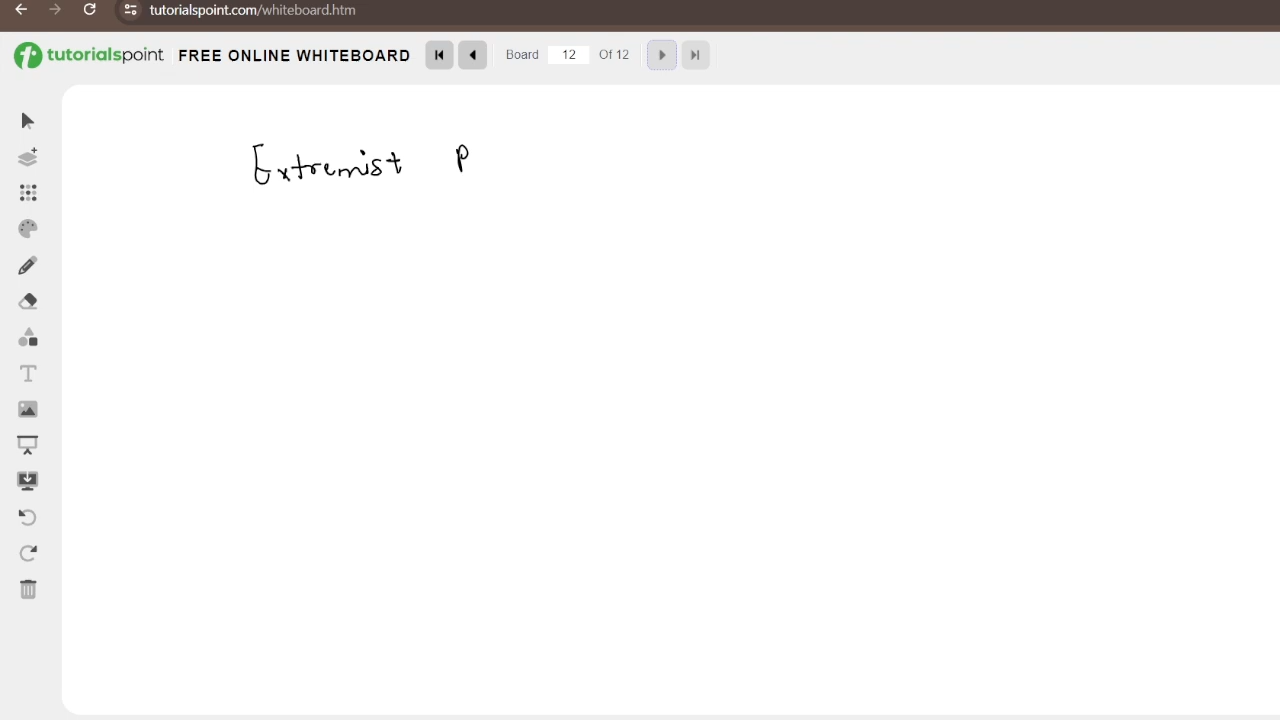 tutorialspoint.com/whiteboard.htm
tutorialspoint FREE ONLINE WHITEBOARD Board 12 Of 12
Extremist P